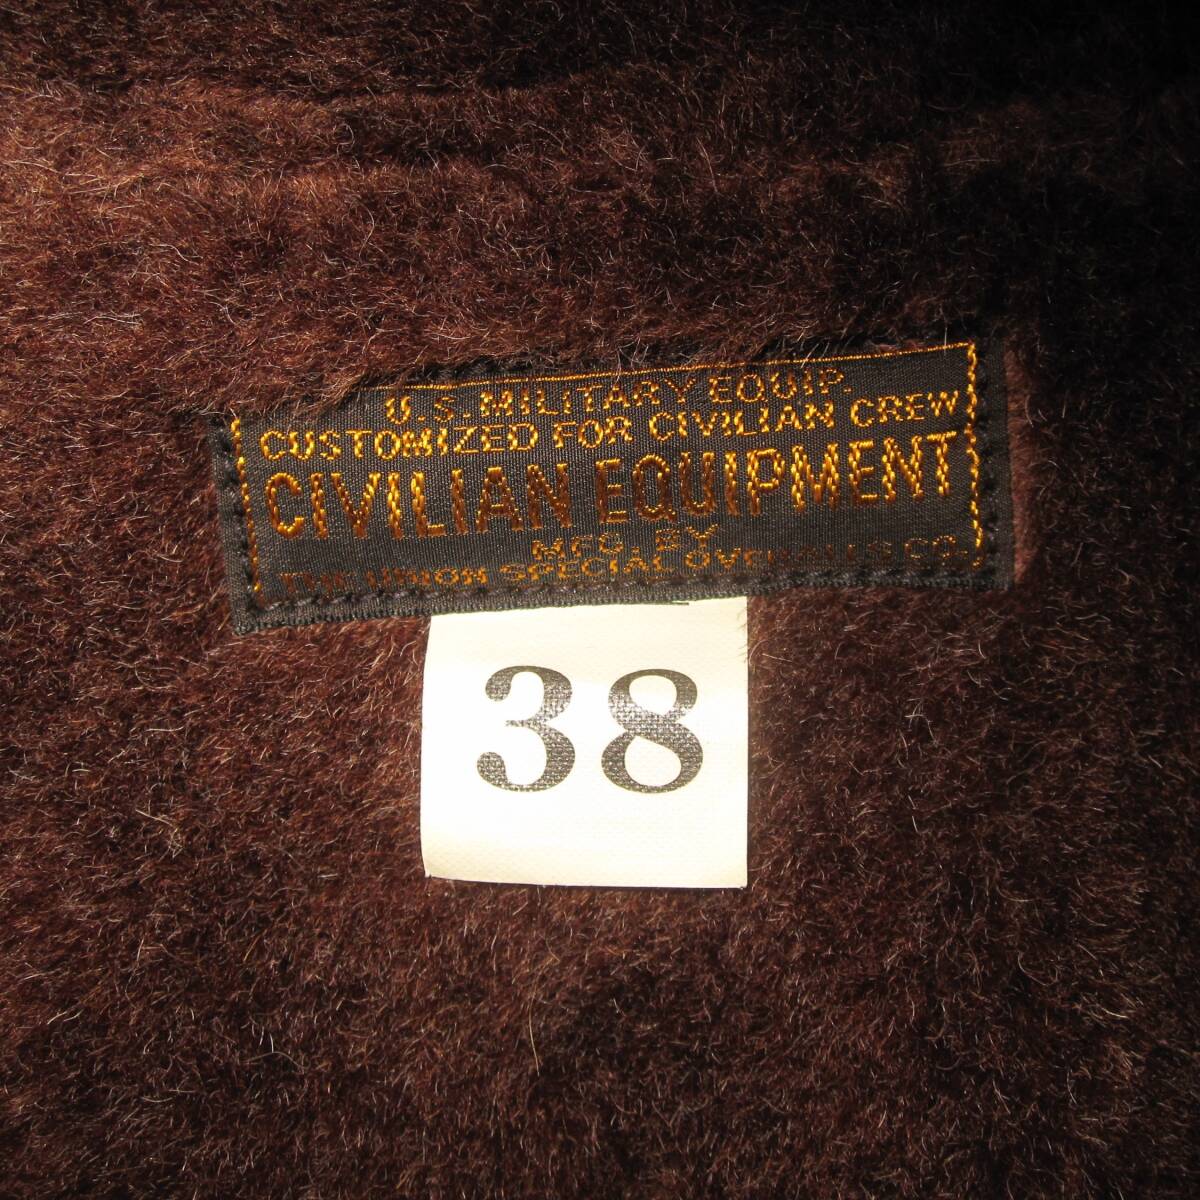 U.S. MILITARY EQUIP.
CUSTOMIZED FOR CIVILIAN CREW
CIVILIAN EQUIPMENT
MFG. BY
THE UNION SPECIAL OVERALLS CO.
38